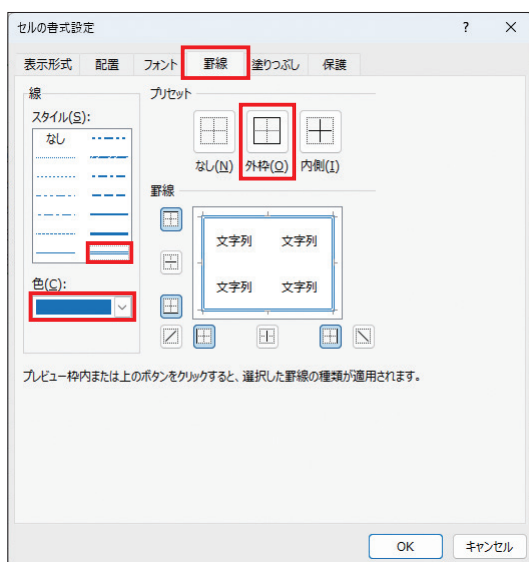 セルの書式設定
表示形式 配置 フォント 罫線 塗りつぶし 保護
線
スタイル(S):
なし
色(C):
プリセット
なし(N) 外枠(O) 内側(I)
罫線
文字列 文字列
文字列 文字列
プレビュー枠内または上のボタンをクリックすると、選択した罫線の種類が適用されます。
OK キャンセル